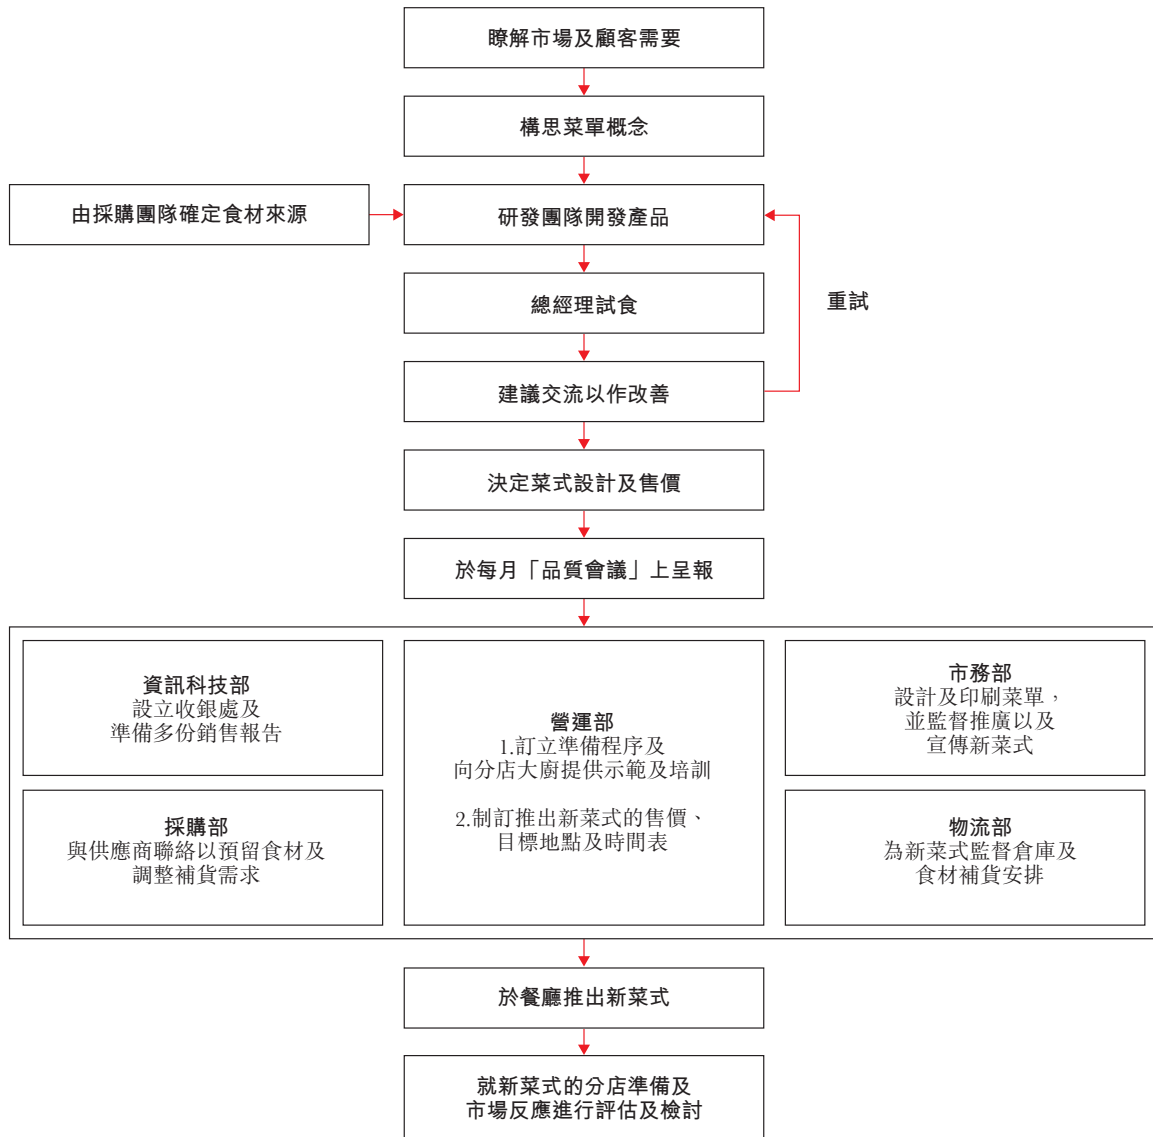 瞭解市場及顧客需要
構思菜單概念
由採購團隊確定食材來源
研發團隊開發產品
總經理試食
重試
建議交流以作改善
決定菜式設計及售價
於每月「品質會議」上呈報
資訊科技部
設立收銀處及
準備多份銷售報告
採購部
與供應商聯絡以預留食材及
調整補貨需求
營運部
1.訂立準備程序及
向分店大廚提供示範及培訓
2.制訂推出新菜式的售價、
目標地點及時間表
市務部
設計及印刷菜單，
並監督推廣以及
宣傳新菜式
物流部
為新菜式監督倉庫及
食材補貨安排
於餐廳推出新菜式
就新菜式的分店準備及
市場反應進行評估及檢討